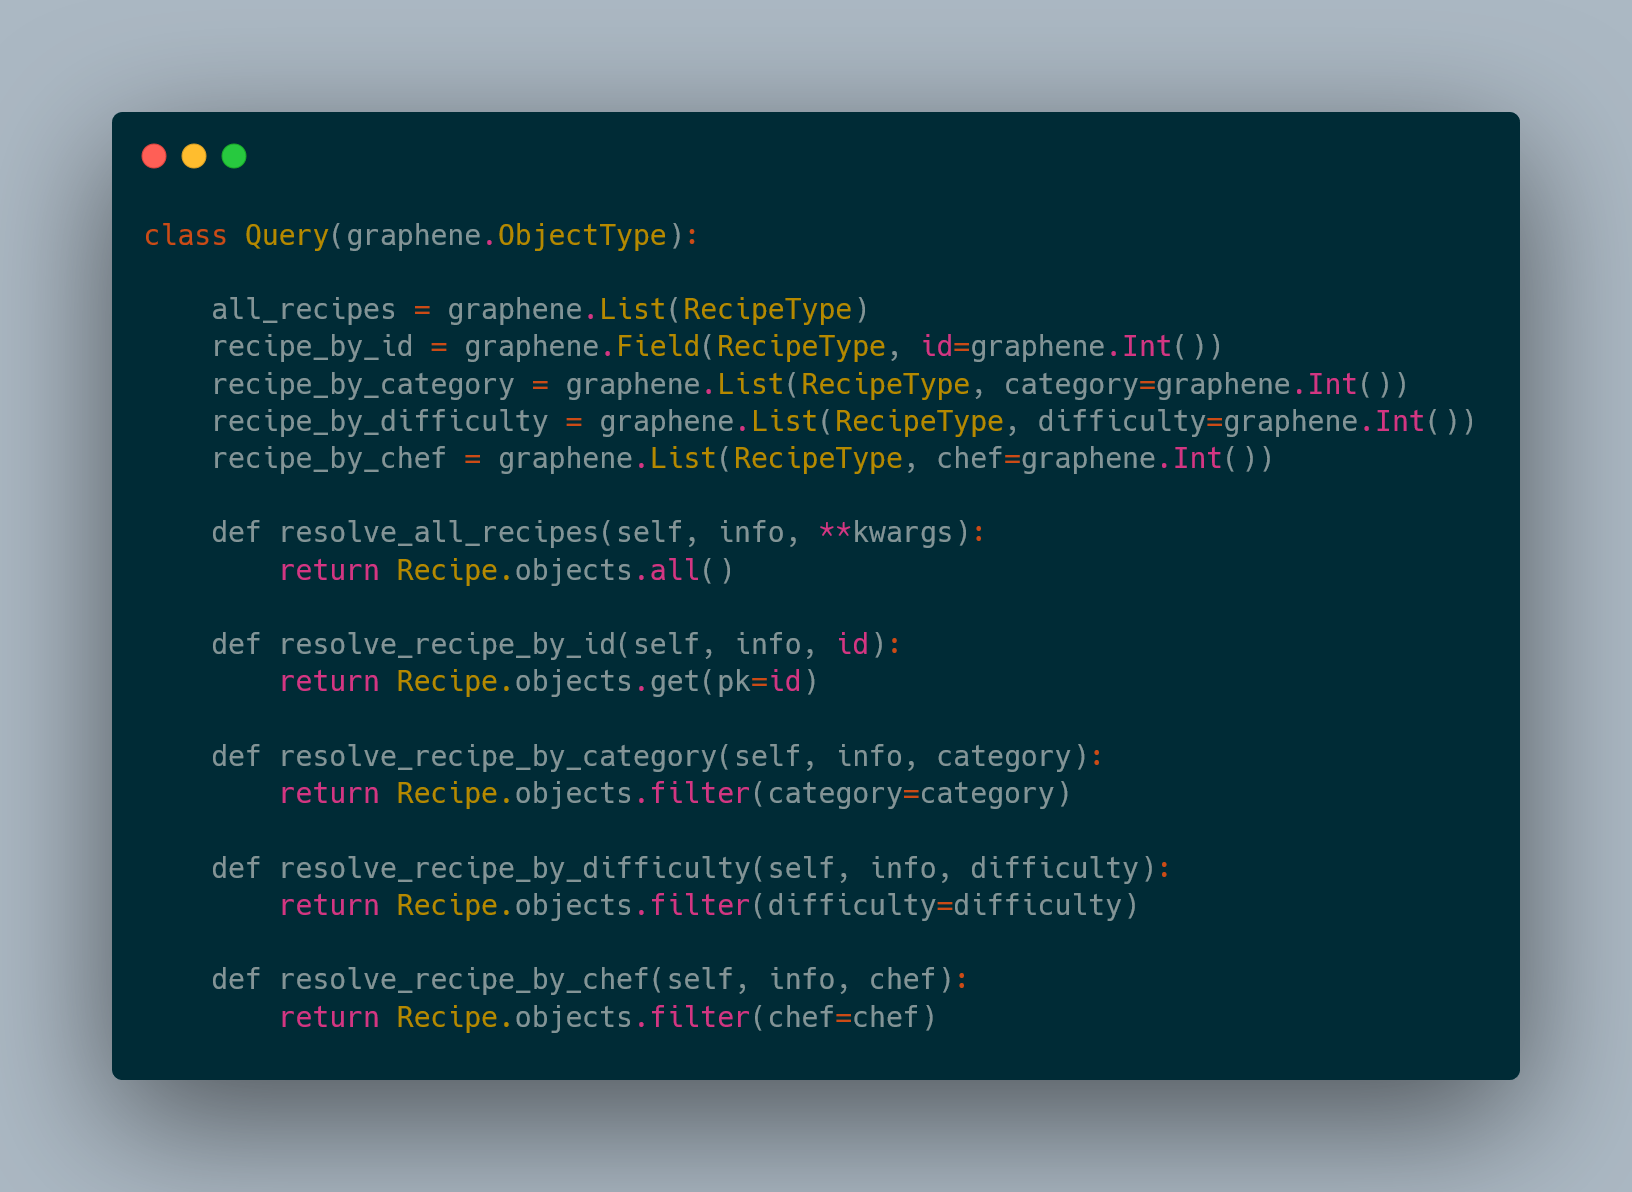 class Query(graphene.ObjectType):
    all_recipes = graphene.List(RecipeType)
    recipe_by_id = graphene.Field(RecipeType, id=graphene.Int())
    recipe_by_category = graphene.List(RecipeType, category=graphene.Int())
    recipe_by_difficulty = graphene.List(RecipeType, difficulty=graphene.Int())
    recipe_by_chef = graphene.List(RecipeType, chef=graphene.Int())
    def resolve_all_recipes(self, info, **kwargs):
        return Recipe.objects.all()
    def resolve_recipe_by_id(self, info, id):
        return Recipe.objects.get(pk=id)
    def resolve_recipe_by_category(self, info, category):
        return Recipe.objects.filter(category=category)
    def resolve_recipe_by_difficulty(self, info, difficulty):
        return Recipe.objects.filter(difficulty=difficulty)
    def resolve_recipe_by_chef(self, info, chef):
        return Recipe.objects.filter(chef=chef)